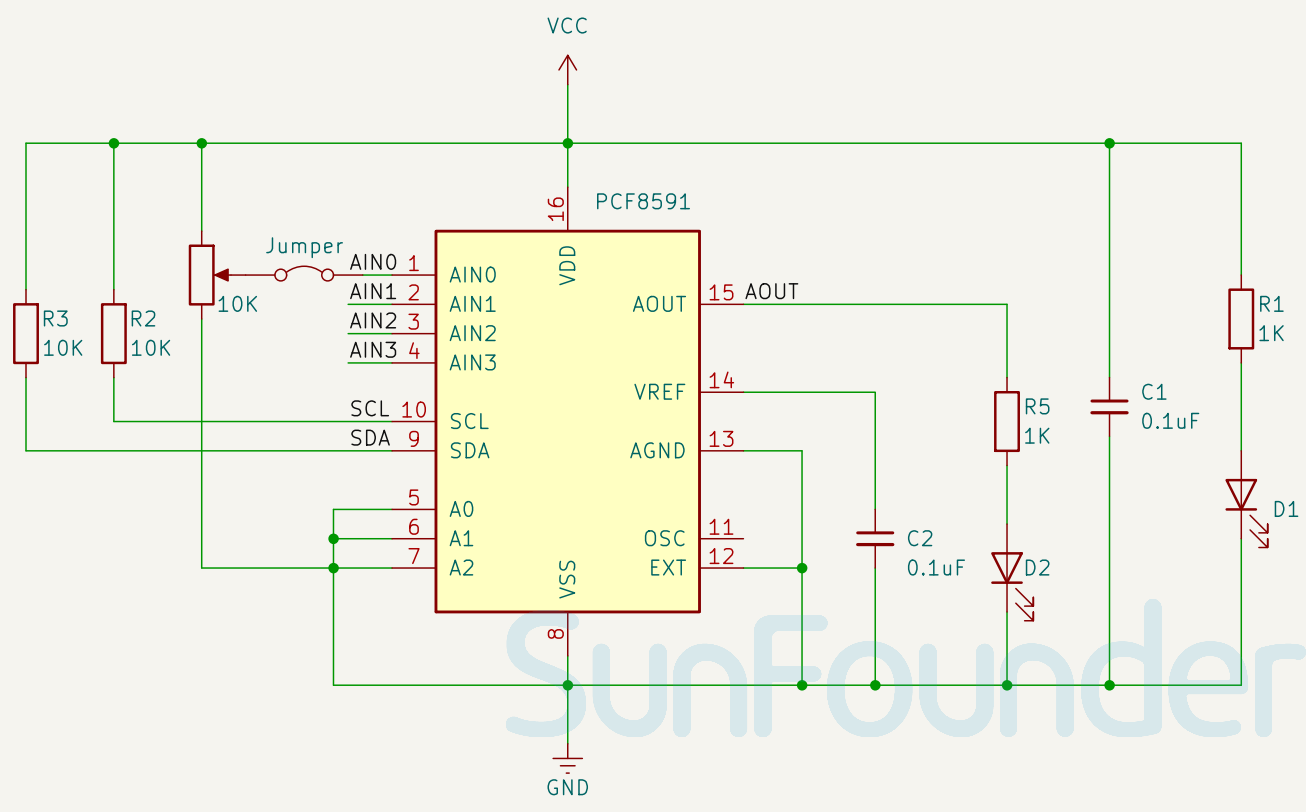 VCC
16
PCF8591
VDD
Jumper
AIN0 1 AIN0
AIN1 2 AIN1
AIN2 3 AIN2
AIN3 4 AIN3
10K
R3
10K
R2
10K
SCL 10 SCL
SDA 9 SDA
5 A0
6 A1
7 A2
AOUT 15 AOUT
VREF 14
AGND 13
OSC 11
EXT 12
VSS
8
R1
1K
R5
1K
C1
0.1uF
D1
C2
0.1uF
D2
SunFounder
GND